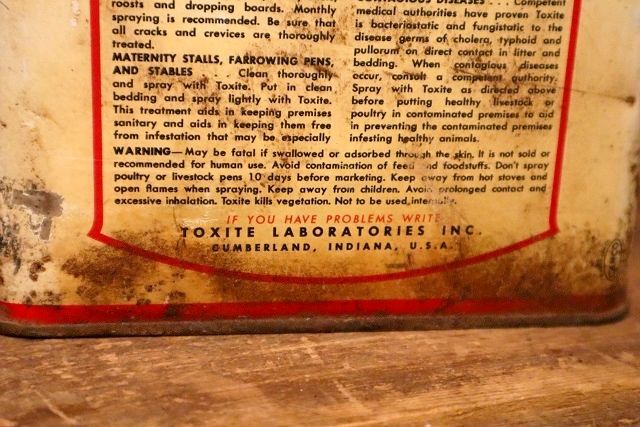 roosts and dropping boards. Monthly
spraying is recommended. Be sure that
all cracks and crevices are thoroughly
treated.
MATERNITY STALLS, FARROWING PENS,
AND STABLES . . . Clean thoroughly
and spray with Toxite. Put in clean
bedding and spray lightly with Toxite.
This treatment aids in keeping premises
sanitary and aids in keeping them free
from infestation that may be especially
CONTAGIOUS DISEASES . . . Competent
medical authorities have proven Toxite
is bacteriostatic and fungistatic to the
disease germs of cholera, typhoid and
pullorum on direct contact in litter and
bedding. When contagious diseases
occur, consult a competent authority.
Spray with Toxite as directed above
before putting healthy livestock or
poultry in contaminated premises to aid
in preventing the contaminated premises
infesting healthy animals.
WARNING—May be fatal if swallowed or adsorbed through the skin. It is not sold or
recommended for human use. Avoid contamination of feed and foodstuffs. Don't spray
poultry or livestock pens 10 days before marketing. Keep away from hot stoves and
open flames when spraying. Keep away from children. Avoid prolonged contact and
excessive inhalation. Toxite kills vegetation. Not to be used internally.
IF YOU HAVE PROBLEMS WRITE
TOXITE LABORATORIES INC.
CUMBERLAND, INDIANA, U.S.A.